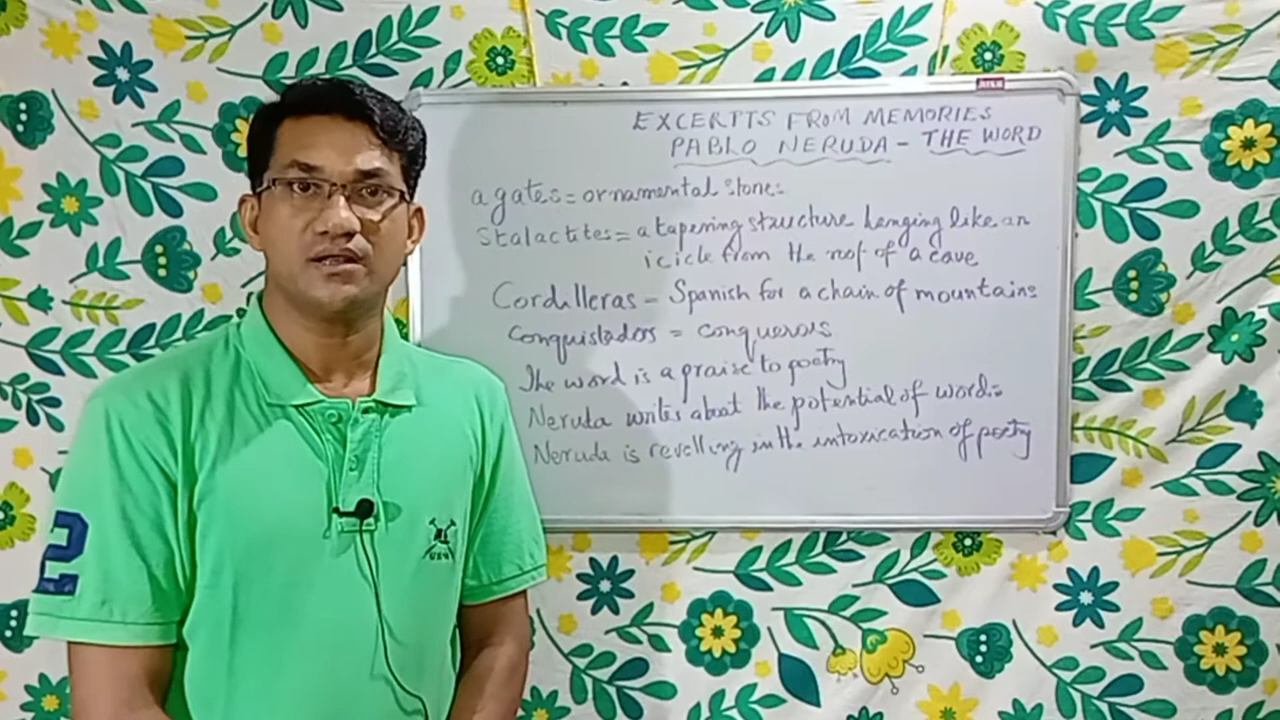 EXCERPTS FROM MEMORIES
PABLO NERUDA - THE WORD
agates = ornamental stones
Stalactites = a tapering structure hanging like an
icicle from the roof of a cave
Cordilleras - Spanish for a chain of mountains
Conquistadors = conquerors
The word is a praise to poetry
Neruda writes about the potential of words
Neruda is revelling in the intoxication of poetry
2